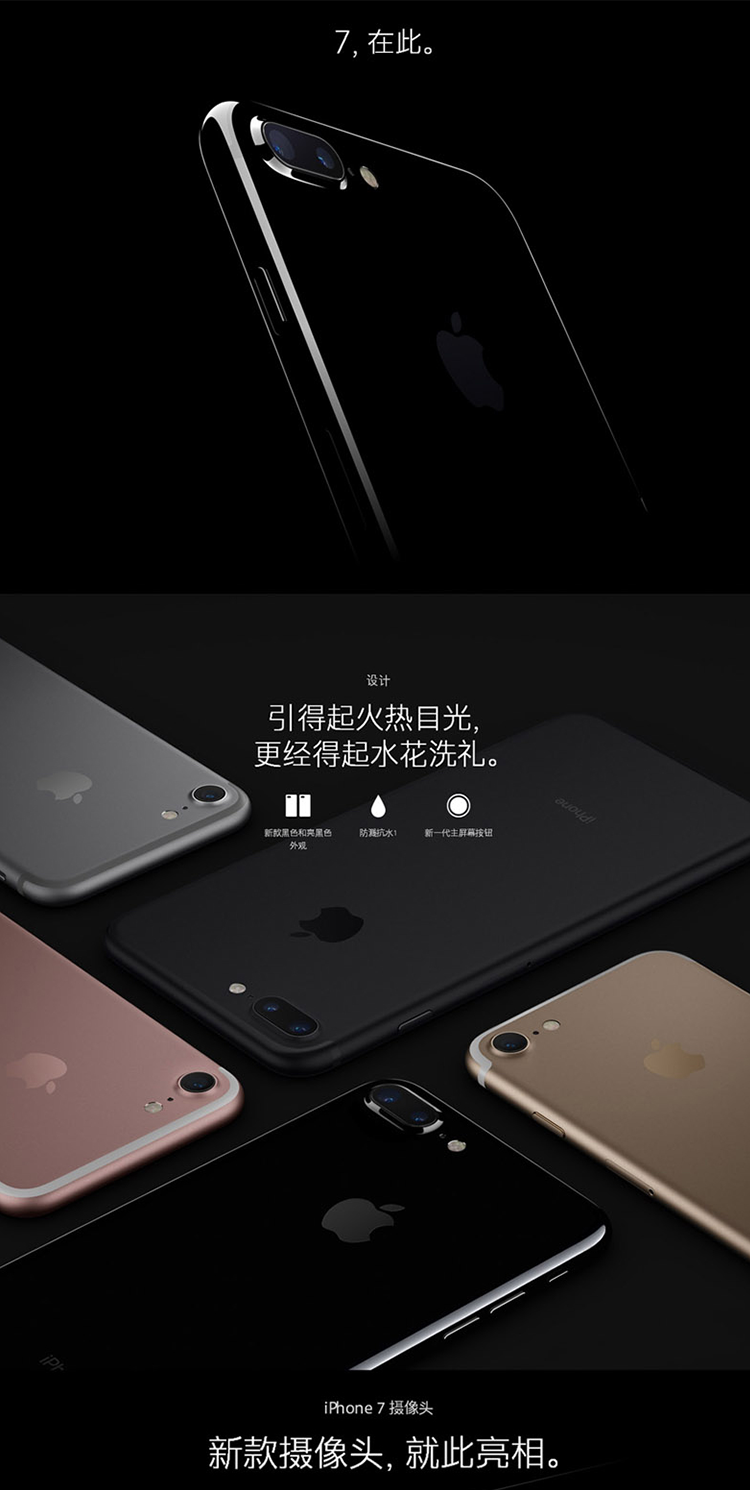 7, 在此。
设计
引得起火热目光,
更经得起水花洗礼。
新款黑色和亮黑色
外观
防溅抗水1
新一代主屏幕按钮
iPhone
iPh
iPhone 7 摄像头
新款摄像头, 就此亮相。